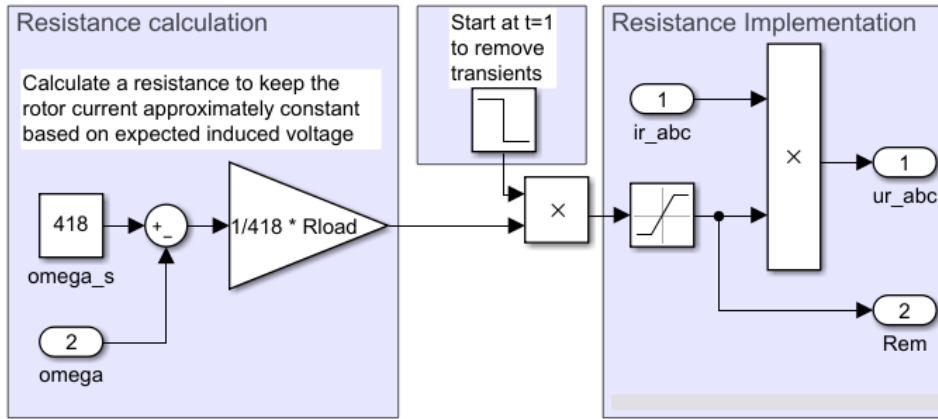 Resistance calculation
Calculate a resistance to keep the
rotor current approximately constant
based on expected induced voltage
418
omega_s
+_
1/418 * Rload
2
omega
Start at t=1
to remove
transients
×
Resistance Implementation
1
ir_abc
×
1
ur_abc
2
Rem